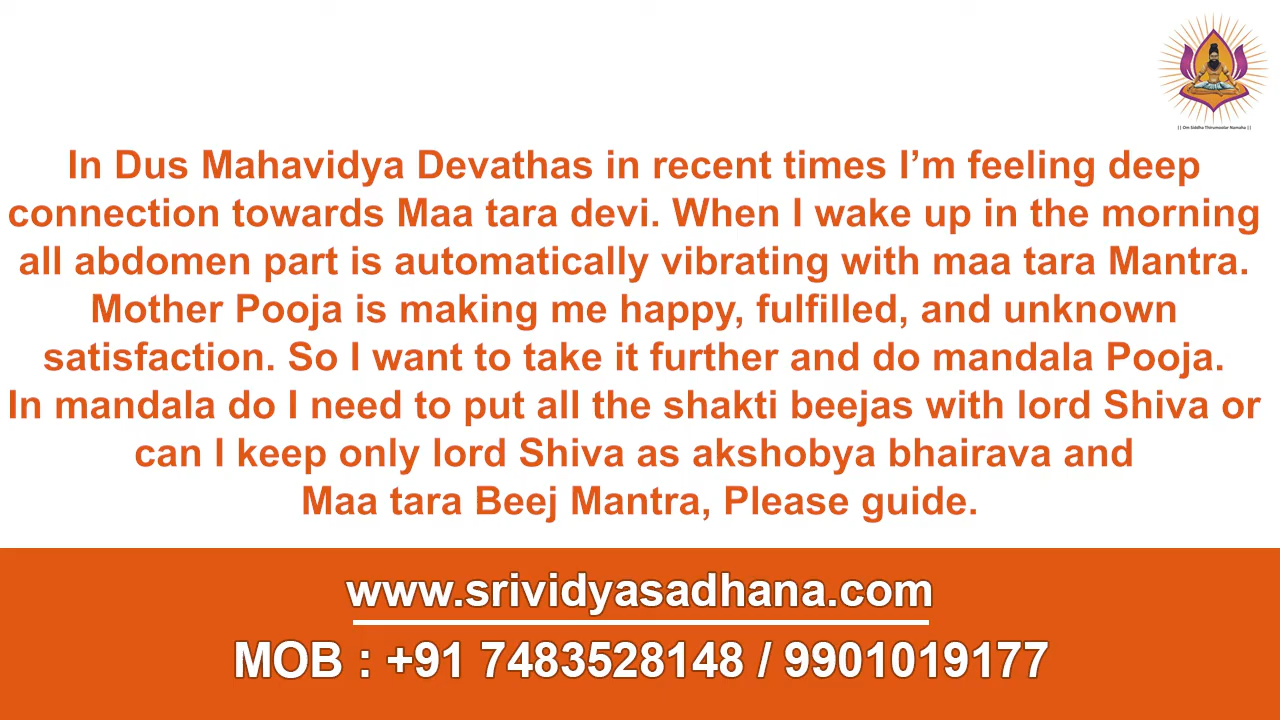 || Om Siddha Thirumoolar Namaha ||
In Dus Mahavidya Devathas in recent times I’m feeling deep
connection towards Maa tara devi. When I wake up in the morning
all abdomen part is automatically vibrating with maa tara Mantra.
Mother Pooja is making me happy, fulfilled, and unknown
satisfaction. So I want to take it further and do mandala Pooja.
In mandala do I need to put all the shakti beejas with lord Shiva or
can I keep only lord Shiva as akshobya bhairava and
Maa tara Beej Mantra, Please guide.
www.srividyasadhana.com
MOB : +91 7483528148 / 9901019177